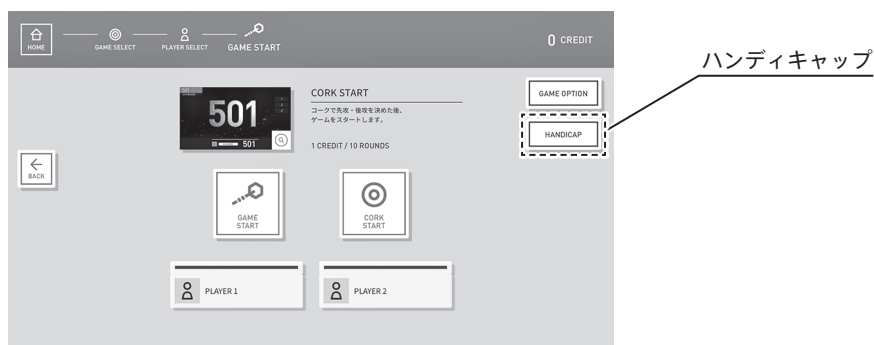 HOME
GAME SELECT
PLAYER SELECT
GAME START
0 CREDIT
ハンディキャップ
501
501
CORK START
コークで先攻・後攻を決めた後、
ゲームをスタートします。
1 CREDIT / 10 ROUNDS
GAME OPTION
HANDICAP
BACK
GAME
START
CORK
START
PLAYER 1
PLAYER 2